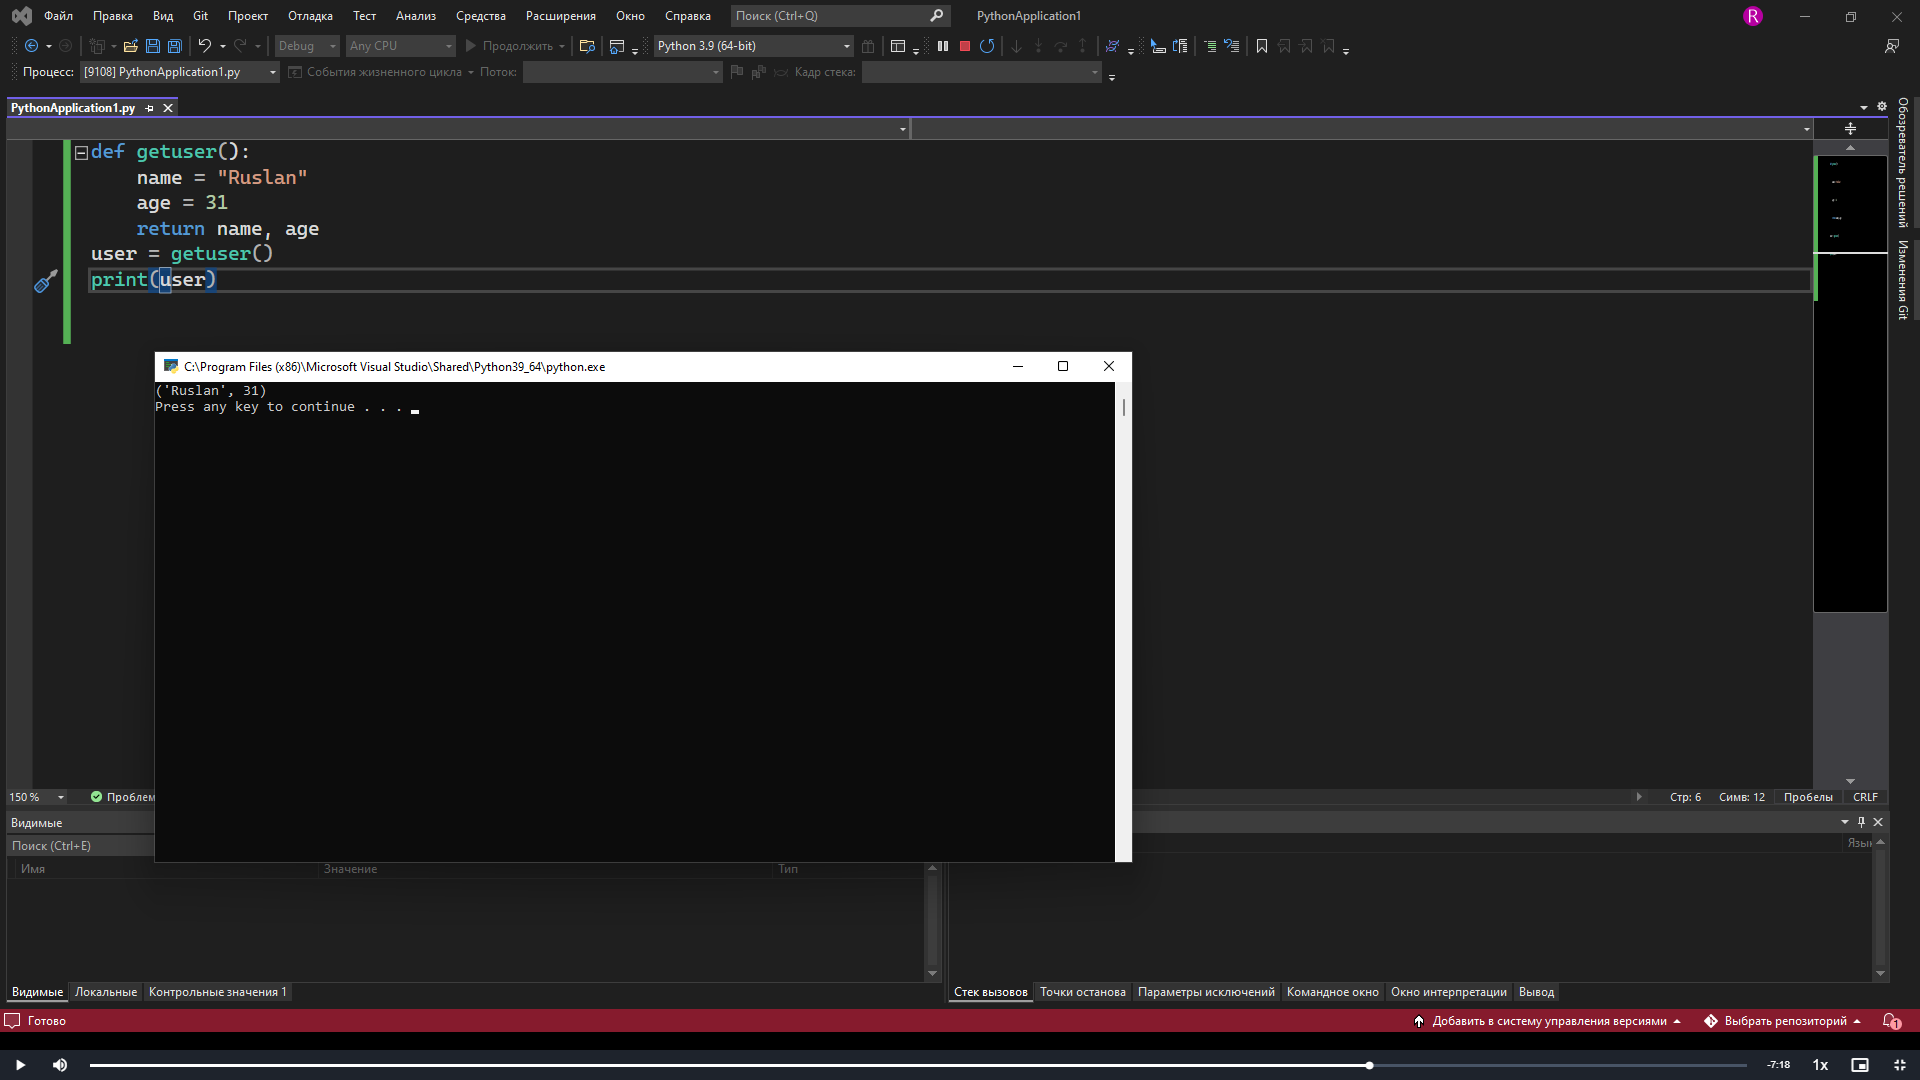 Файл Правка Вид Git Проект Отладка Тест Анализ Средства Расширения Окно Справка Поиск (Ctrl+Q) PythonApplication1 R
Debug Any CPU Продолжить Python 3.9 (64-bit)
Процесс: [9108] PythonApplication1.py События жизненного цикла Поток: Кадр стека:
PythonApplication1.py
def getuser():
name = "Ruslan"
age = 31
return name, age
user = getuser()
print(user)
C:\Program Files (x86)\Microsoft Visual Studio\Shared\Python39_64\python.exe
('Ruslan', 31)
Press any key to continue . . .
Обозреватель решений
Изменения Git
150 % Проблем Стр: 6 Симв: 12 Пробелы CRLF
Видимые
Поиск (Ctrl+E) Язык
Имя Значение Тип
Видимые Локальные Контрольные значения 1 Стек вызовов Точки останова Параметры исключений Командное окно Окно интерпретации Вывод
Готово Добавить в систему управления версиями Выбрать репозиторий 1
-7:18 1x